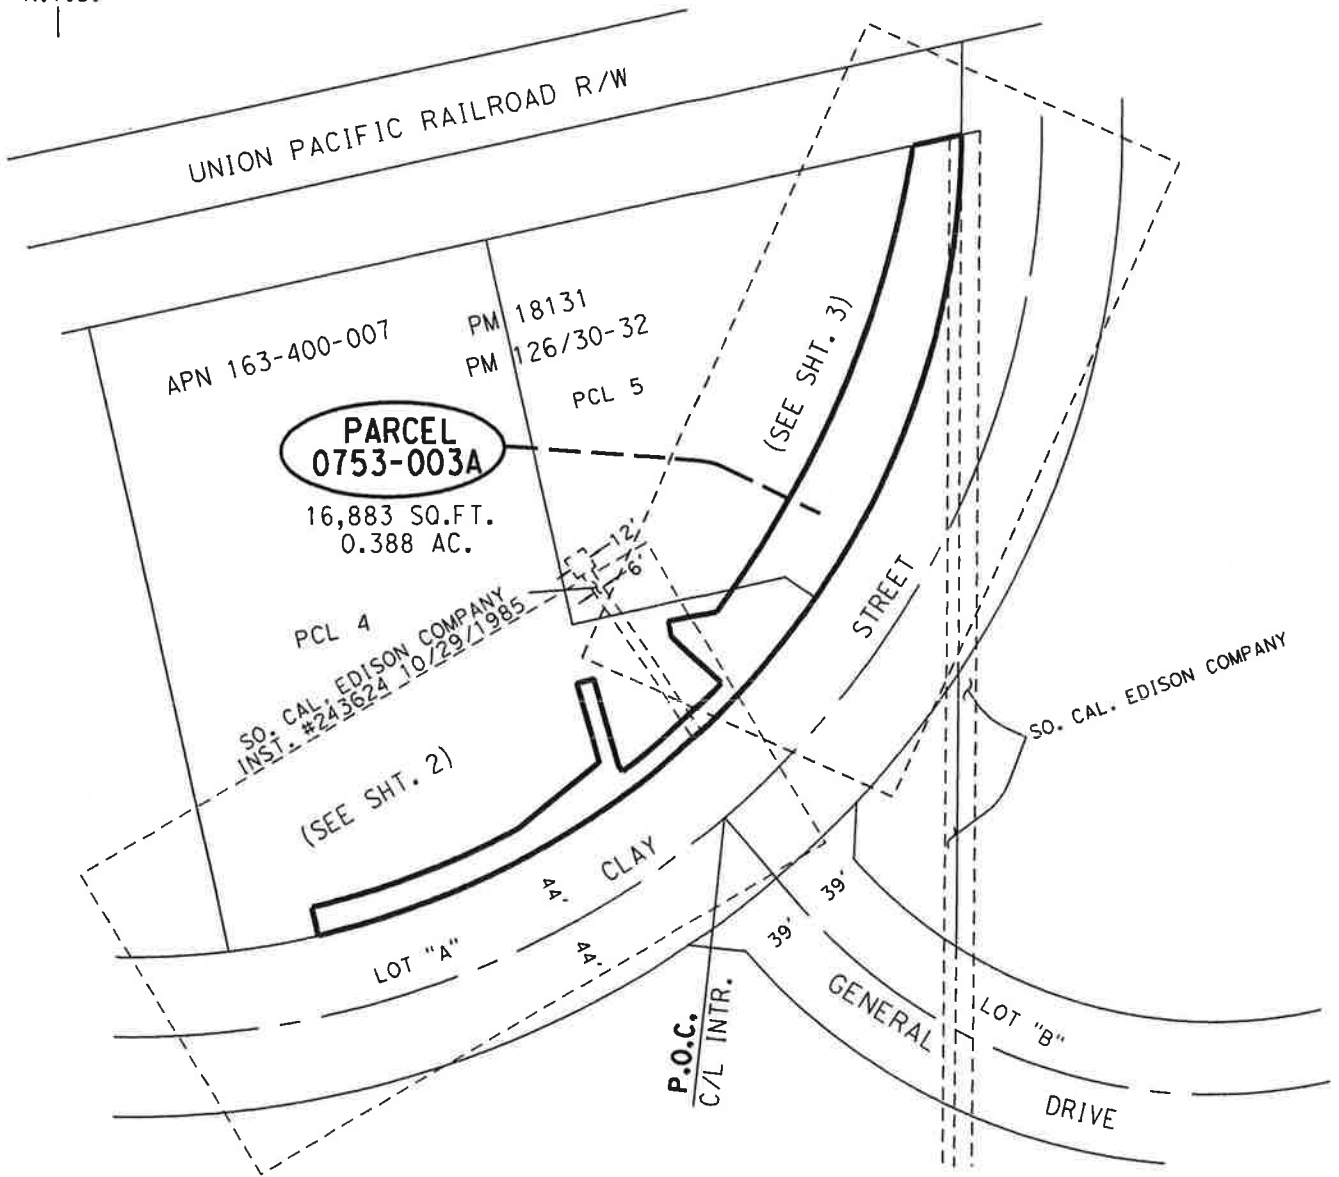 UNION PACIFIC RAILROAD R/W
APN 163-400-007
PM 18131
PM 126/30-32
PCL 5
(SEE SHT. 3)
PARCEL
0753-003A
16,883 SQ.FT.
0.388 AC.
12'
6'
PCL 4
SO. CAL. EDISON COMPANY
INST. #243624 10/29/1985
(SEE SHT. 2)
STREET
SO. CAL. EDISON COMPANY
CLAY
44'
44'
LOT "A"
39'
39'
P.O.C.
C/L INTR.
GENERAL
LOT "B"
DRIVE